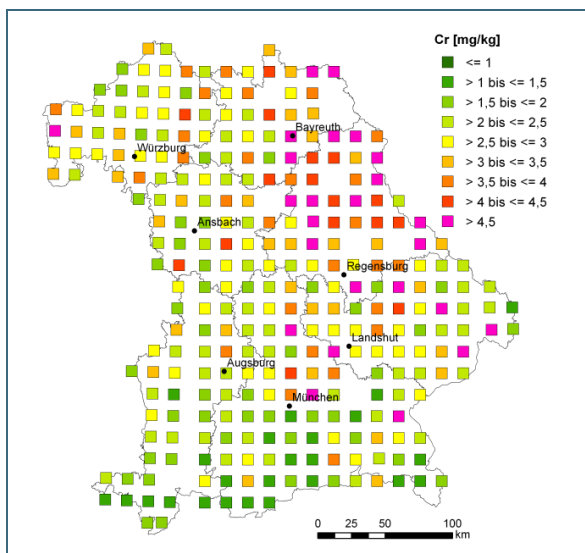 Cr [mg/kg]
<= 1
> 1 bis <= 1,5
> 1,5 bis <= 2
> 2 bis <= 2,5
> 2,5 bis <= 3
> 3 bis <= 3,5
> 3,5 bis <= 4
> 4 bis <= 4,5
> 4,5
Bayreuth
Würzburg
Ansbach
Regensburg
Landshut
Augsburg
München
0 25 50 100
km